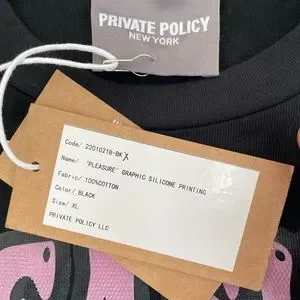 PRIVATE POLICY
NEW YORK
Code/ 22010218-BK
Name/ 'PLEASURE' GRAPHIC SILICONE PRINTING
Fabric/ 100%COTTON
Color/ BLACK
Size/ XL
PRIVATE POLICY LLC